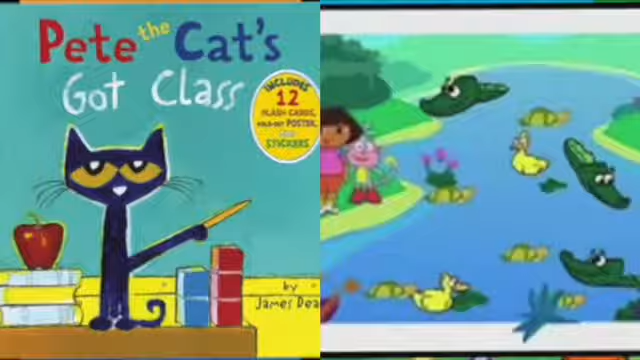 Pete the Cat's
Got Class
INCLUDES
12
FLASH CARDS,
FOLD-OUT POSTER,
AND
STICKERS!
by
James Dea